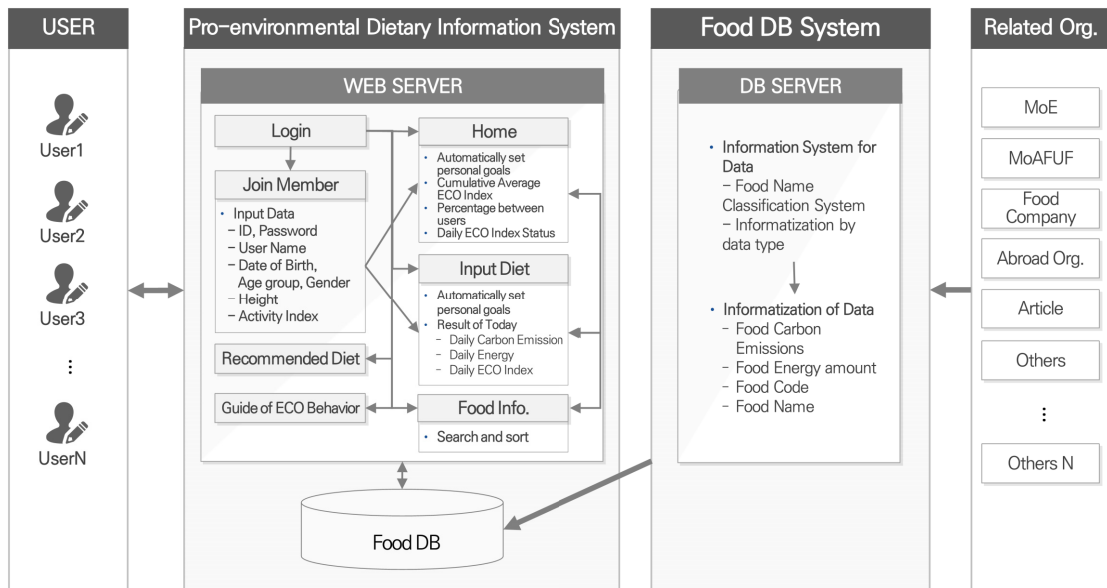 USER
User1
User2
User3
⋮
UserN
Pro-environmental Dietary Information System
WEB SERVER
Login
Join Member
• Input Data
– ID, Password
– User Name
– Date of Birth,
Age group, Gender
– Height
– Activity Index
Recommended Diet
Guide of ECO Behavior
Home
• Automatically set
personal goals
• Cumulative Average
ECO Index
• Percentage between
users
• Daily ECO Index Status
Input Diet
• Automatically set
personal goals
• Result of Today
– Daily Carbon Emission
– Daily Energy
– Daily ECO Index
Food Info.
• Search and sort
Food DB
Food DB System
DB SERVER
• Information System for
Data
– Food Name
Classification System
– Informatization by
data type
• Informatization of Data
– Food Carbon
Emissions
– Food Energy amount
– Food Code
– Food Name
Related Org.
MoE
MoAFUF
Food
Company
Abroad Org.
Article
Others
⋮
Others N